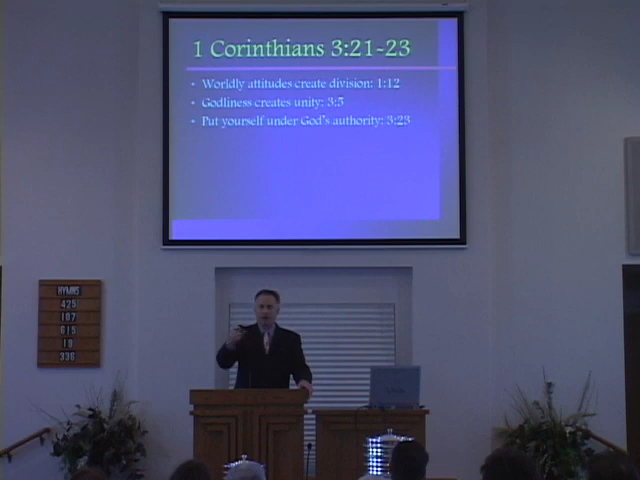 1 Corinthians 3:21-23
• Worldly attitudes create division: 1:12
• Godliness creates unity: 3:5
• Put yourself under God's authority: 3:23
HYMNS
425
187
615
19
336